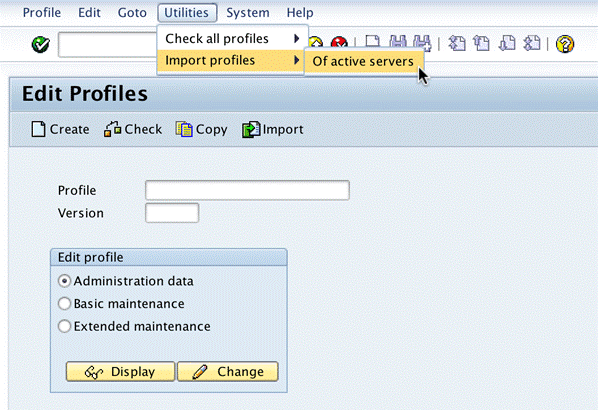 Profile Edit Goto Utilities System Help
Check all profiles
Import profiles Of active servers
Edit Profiles
Create Check Copy Import
Profile
Version
Edit profile
Administration data
Basic maintenance
Extended maintenance
Display Change